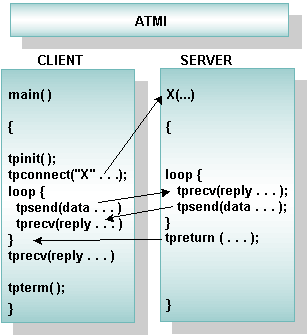 ATMI
CLIENT
main( )
{
tpinit( );
tpconnect("X" . . .);
loop {
tpsend(data . . . )
tprecv(reply . . . )
}
tprecv(reply . . . )
tpterm( );
}
SERVER
X(...)
{
loop {
tprecv(reply . . . );
tpsend(data . . . );
}
tpreturn ( . . . );
}